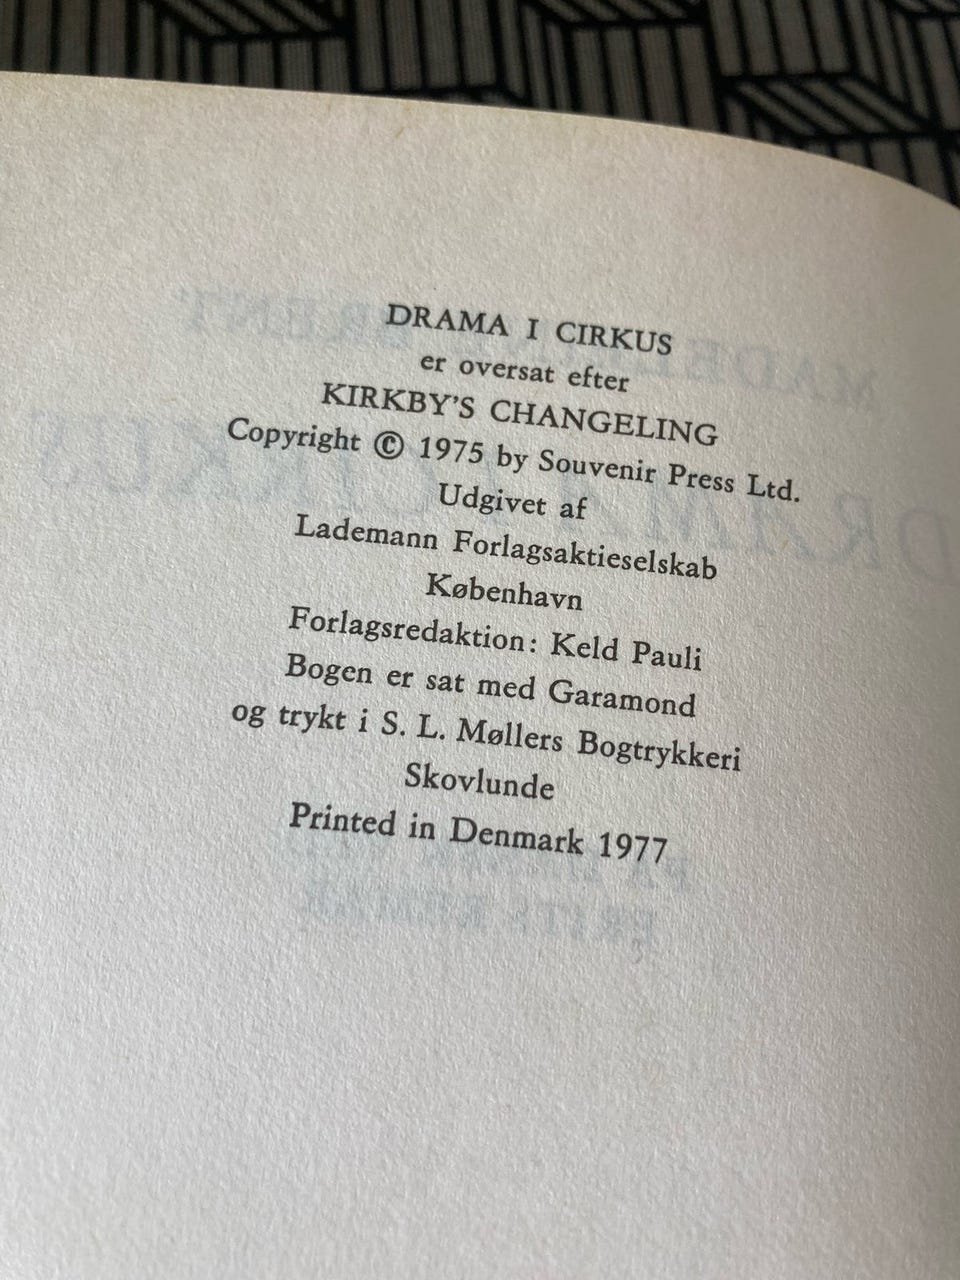 DRAMA I CIRKUS
er oversat efter
KIRKBY'S CHANGELING
Copyright © 1975 by Souvenir Press Ltd.
Udgivet af
Lademann Forlagsaktieselskab
København
Forlagsredaktion: Keld Pauli
Bogen er sat med Garamond
og trykt i S. L. Møllers Bogtrykkeri
Skovlunde
Printed in Denmark 1977